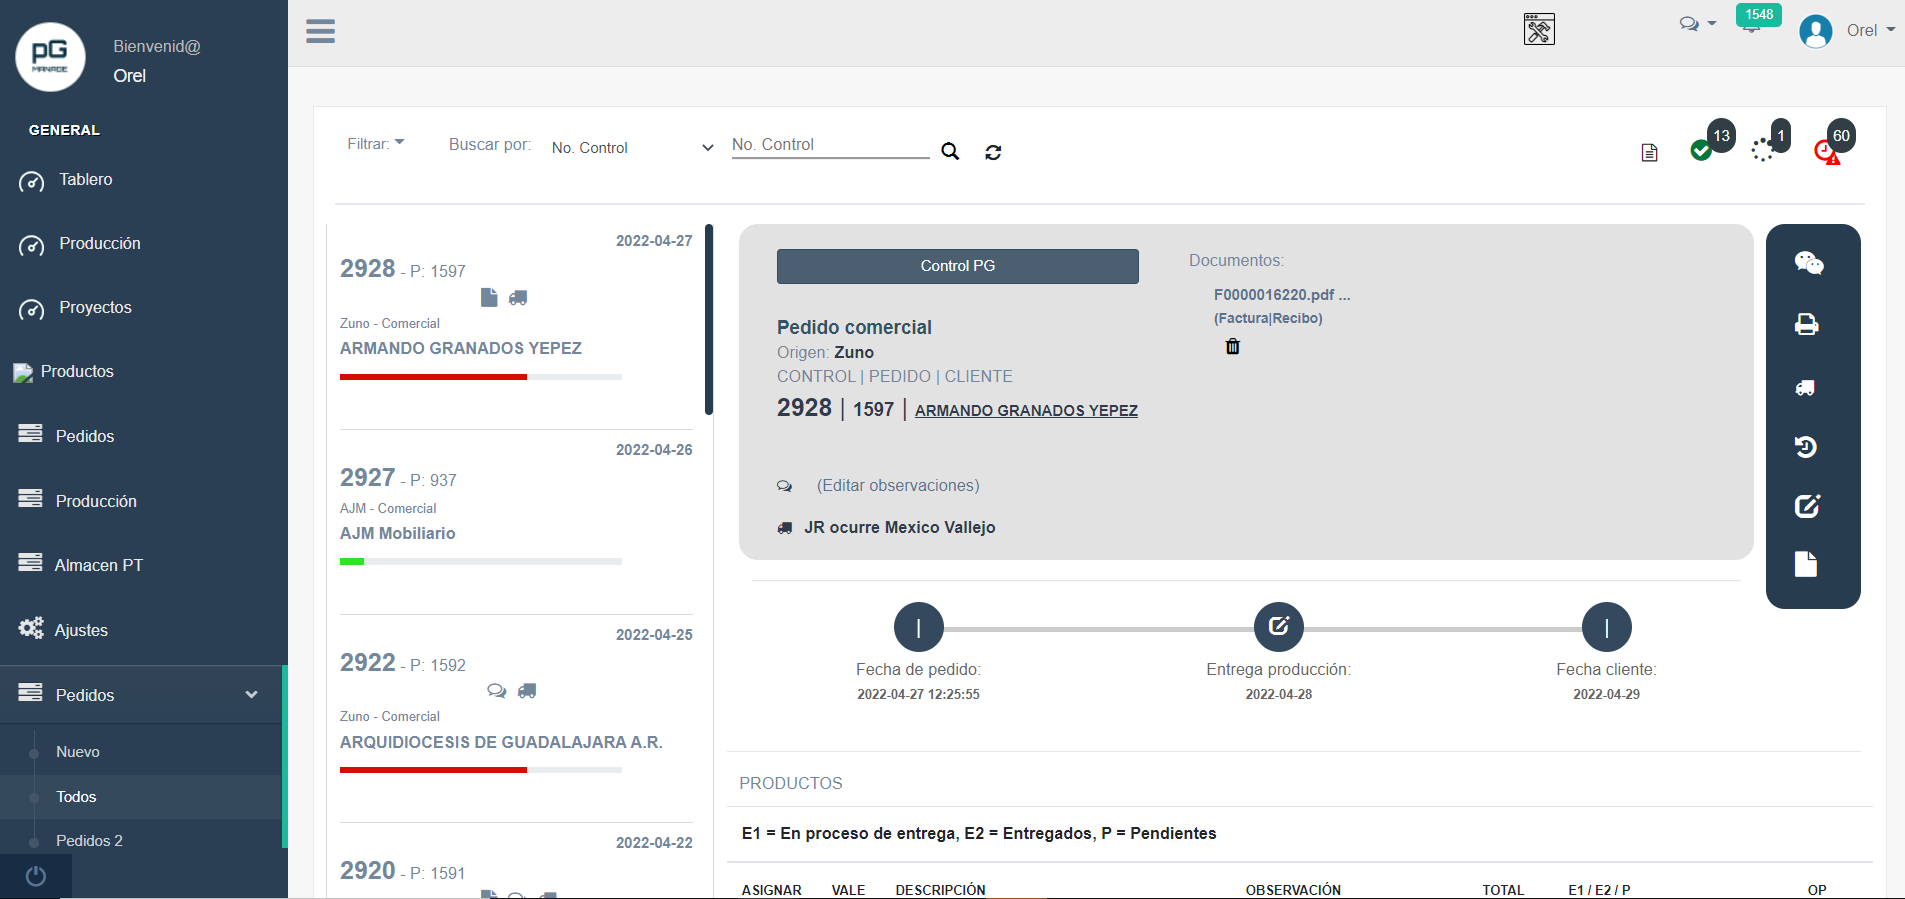 pG
MANAGE
Bienvenid@
Orel
GENERAL
Tablero
Producción
Proyectos
Productos
Pedidos
Producción
Almacen PT
Ajustes
Pedidos
Nuevo
Todos
Pedidos 2
1548
Orel
Filtrar:
Buscar por:
No. Control
No. Control
13
1
60
2022-04-27
2928 - P: 1597
Zuno - Comercial
ARMANDO GRANADOS YEPEZ
2022-04-26
2927 - P: 937
AJM - Comercial
AJM Mobiliario
2022-04-25
2922 - P: 1592
Zuno - Comercial
ARQUIDIOCESIS DE GUADALAJARA A.R.
2022-04-22
2920 - P: 1591
Control PG
Pedido comercial
Origen: Zuno
CONTROL | PEDIDO | CLIENTE
2928 | 1597 | ARMANDO GRANADOS YEPEZ
(Editar observaciones)
JR ocurre Mexico Vallejo
Documentos:
F0000016220.pdf ...
(Factura|Recibo)
Fecha de pedido:
2022-04-27 12:25:55
Entrega producción:
2022-04-28
Fecha cliente:
2022-04-29
PRODUCTOS
E1 = En proceso de entrega, E2 = Entregados, P = Pendientes
ASIGNAR VALE DESCRIPCIÓN OBSERVACIÓN TOTAL E1 / E2 / P OP